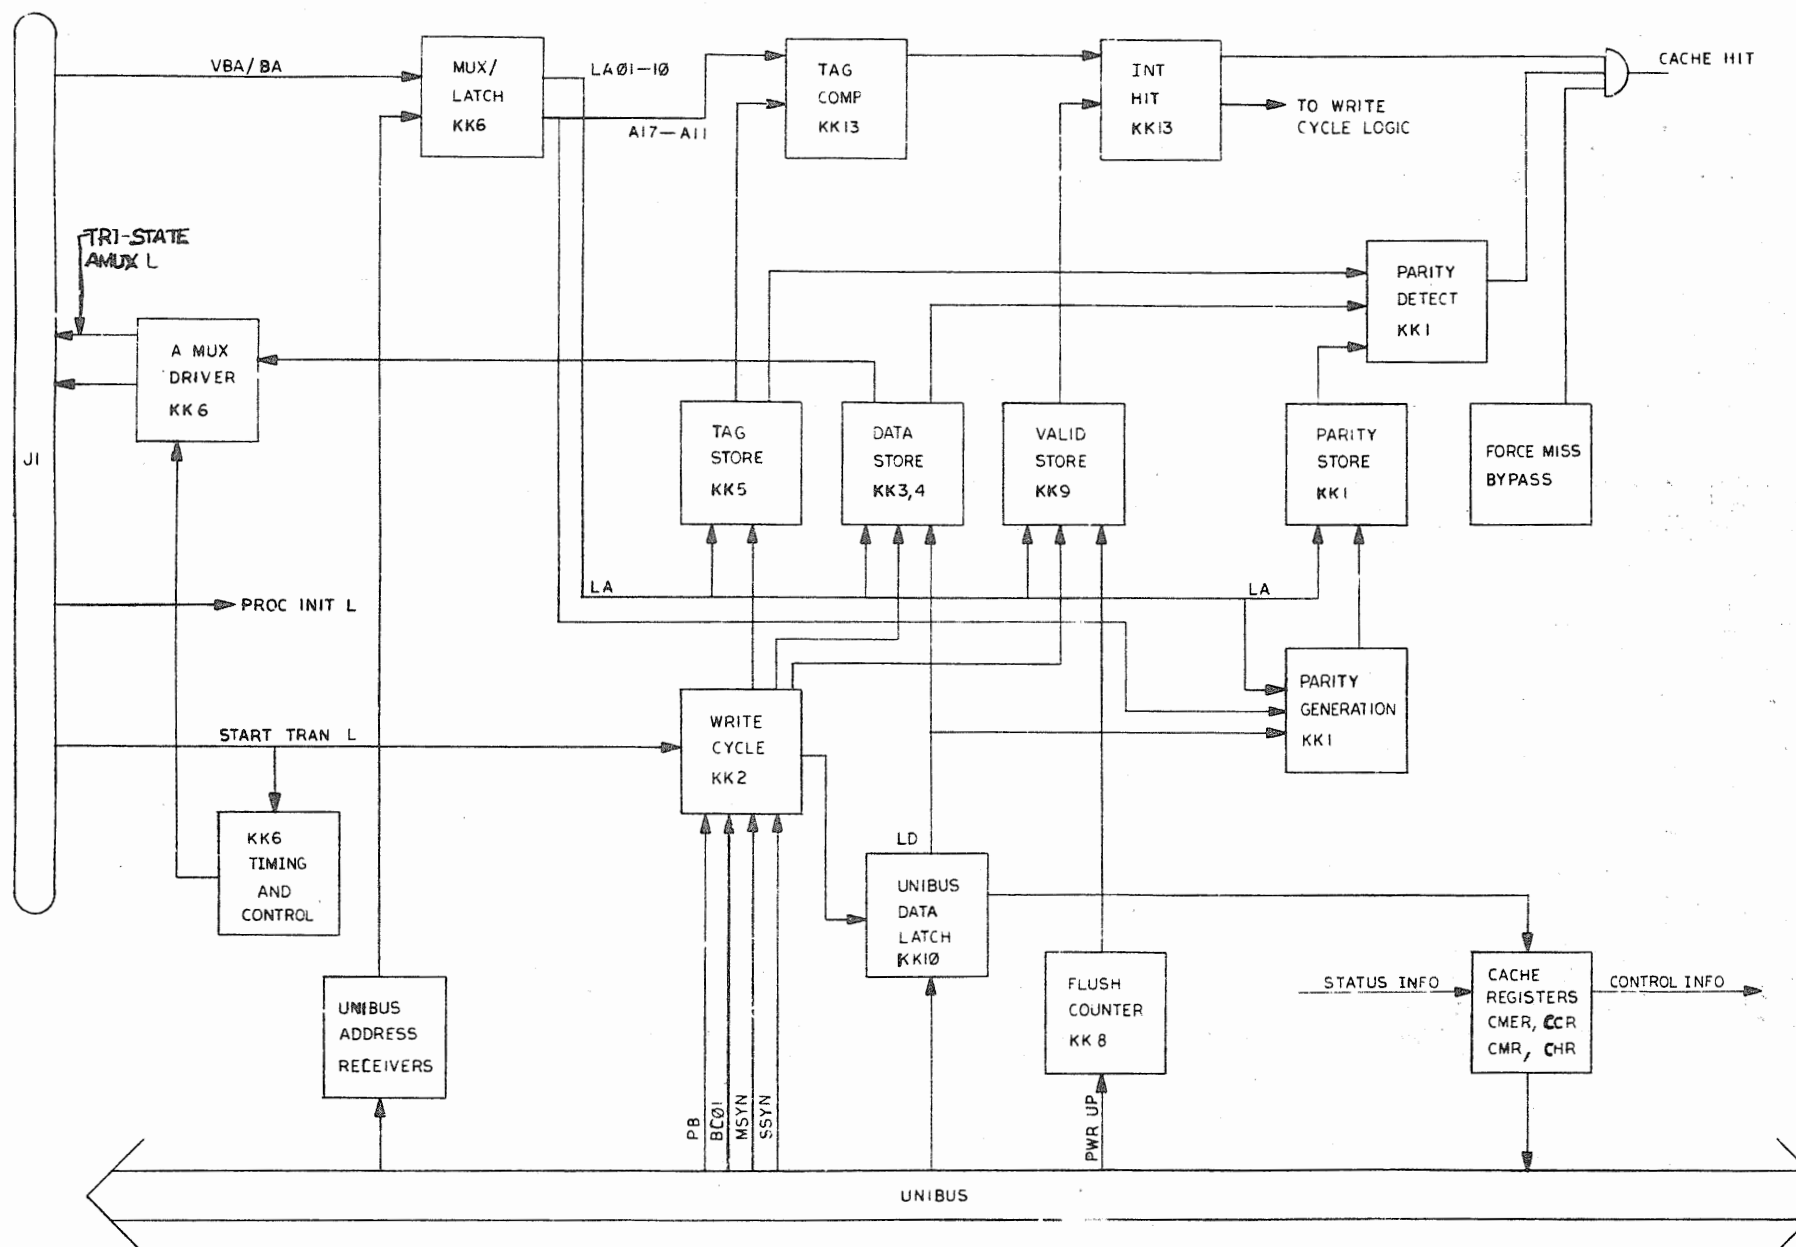 VBA/BA
MUX/
LATCH
KK6
LAØ1-1Ø
A17-A11
TAG
COMP
KK13
INT
HIT
KK13
CACHE HIT
TO WRITE
CYCLE LOGIC
TRI-STATE
AMUX L
A MUX
DRIVER
KK6
PARITY
DETECT
KK1
J1
TAG
STORE
KK5
DATA
STORE
KK3,4
VALID
STORE
KK9
PARITY
STORE
KK1
FORCE MISS
BYPASS
PROC INIT L
LA
LA
PARITY
GENERATION
KK1
START TRAN L
WRITE
CYCLE
KK2
KK6
TIMING
AND
CONTROL
LD
UNIBUS
DATA
LATCH
KK1Ø
UNIBUS
ADDRESS
RECEIVERS
FLUSH
COUNTER
KK8
STATUS INFO
CACHE
REGISTERS
CMER, CCR
CMR, CHR
CONTROL INFO
PB
BCØ1
MSYN
SSYN
PWR UP
UNIBUS